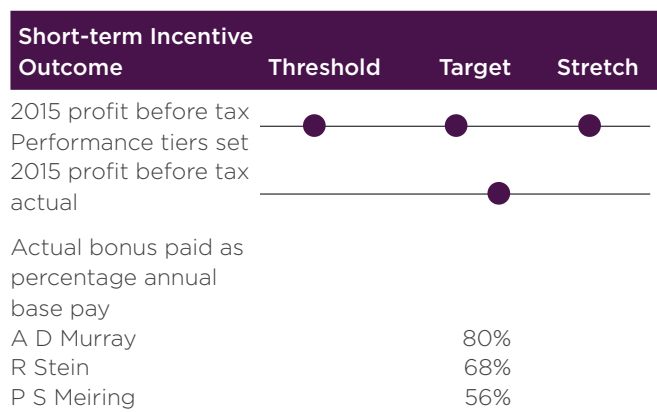 Short-term Incentive
Outcome Threshold Target Stretch
2015 profit before tax
Performance tiers set
2015 profit before tax
actual
Actual bonus paid as
percentage annual
base pay
A D Murray 80%
R Stein 68%
P S Meiring 56%